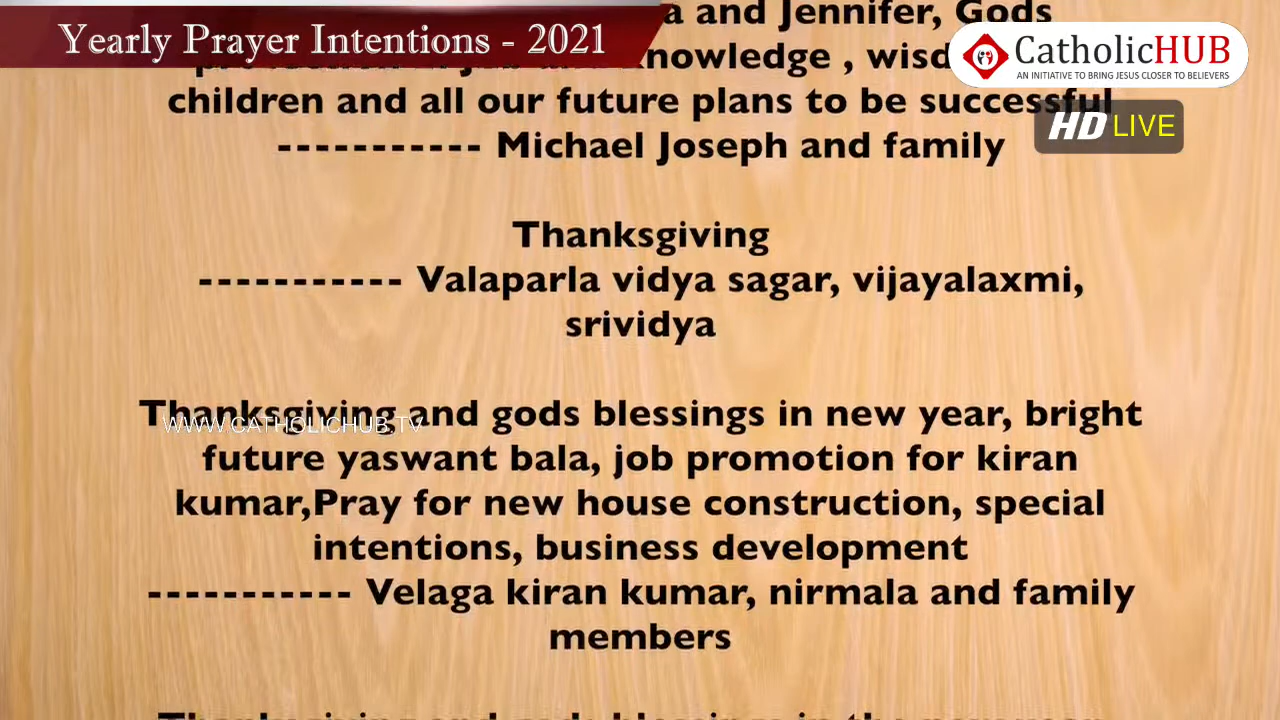 Yearly Prayer Intentions - 2021
CatholicHUB
AN INITIATIVE TO BRING JESUS CLOSER TO BELIEVERS
HD LIVE
a and Jennifer, Gods
knowledge ,
children and all our future plans to be successful
----------- Michael Joseph and family
Thanksgiving
----------- Valaparla vidya sagar, vijayalaxmi,
srividya
Thanksgiving and gods blessings in new year, bright
WWW.CATHOLICHUB.TV
future yaswant bala, job promotion for kiran
kumar,Pray for new house construction, special
intentions, business development
----------- Velaga kiran kumar, nirmala and family
members